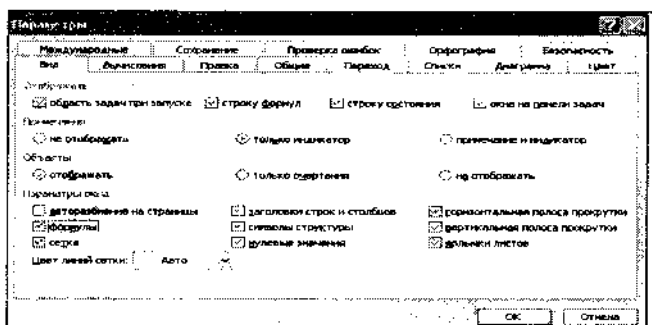 Параметры
Международные Сохранение Проверка ошибок Орфография Безопасность
Вид Вычисления Правка Общие Переход Списки Диаграмма Цвет
Отображать
область задач при запуске строку формул строку состояния окна на панели задач
Примечания
не отображать только индикатор примечание и индикатор
Объекты
отображать только очертания не отображать
Параметры окна
авторазбиение на страницы заголовки строк и столбцов горизонтальная полоса прокрутки
формулы символы структуры вертикальная полоса прокрутки
сетка нулевые значения ярлычки листов
Цвет линий сетки: Авто
ОК Отмена